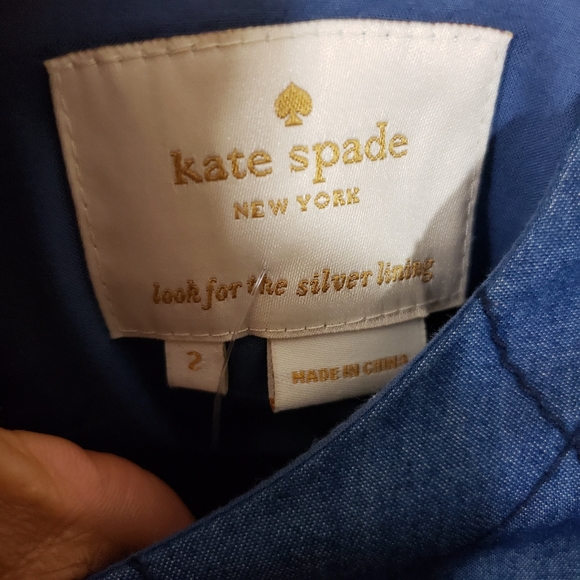 kate spade
NEW YORK
look for the silver lining
2
MADE IN CHINA